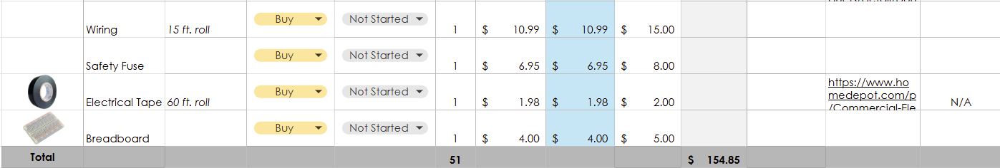 Wiring 15 ft. roll Buy Not Started 1 $ 10.99 $ 10.99 $ 15.00
Safety Fuse Buy Not Started 1 $ 6.95 $ 6.95 $ 8.00
https://www.ho
medepot.com/p
/Commercial-Ele
Electrical Tape 60 ft. roll Buy Not Started 1 $ 1.98 $ 1.98 $ 2.00 N/A
Breadboard Buy Not Started 1 $ 4.00 $ 4.00 $ 5.00
Total 51 $ 154.85